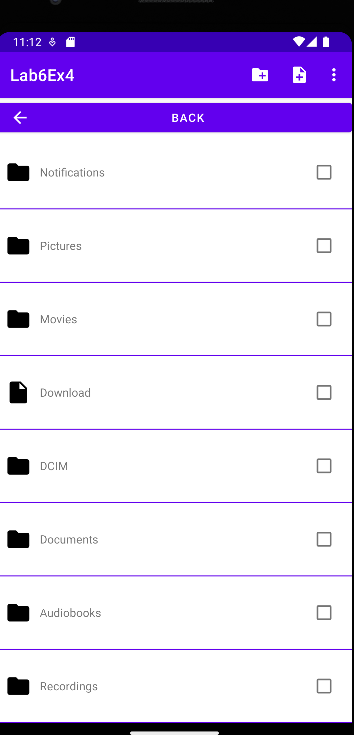 11:12
Lab6Ex4
BACK
Notifications
Pictures
Movies
Download
DCIM
Documents
Audiobooks
Recordings